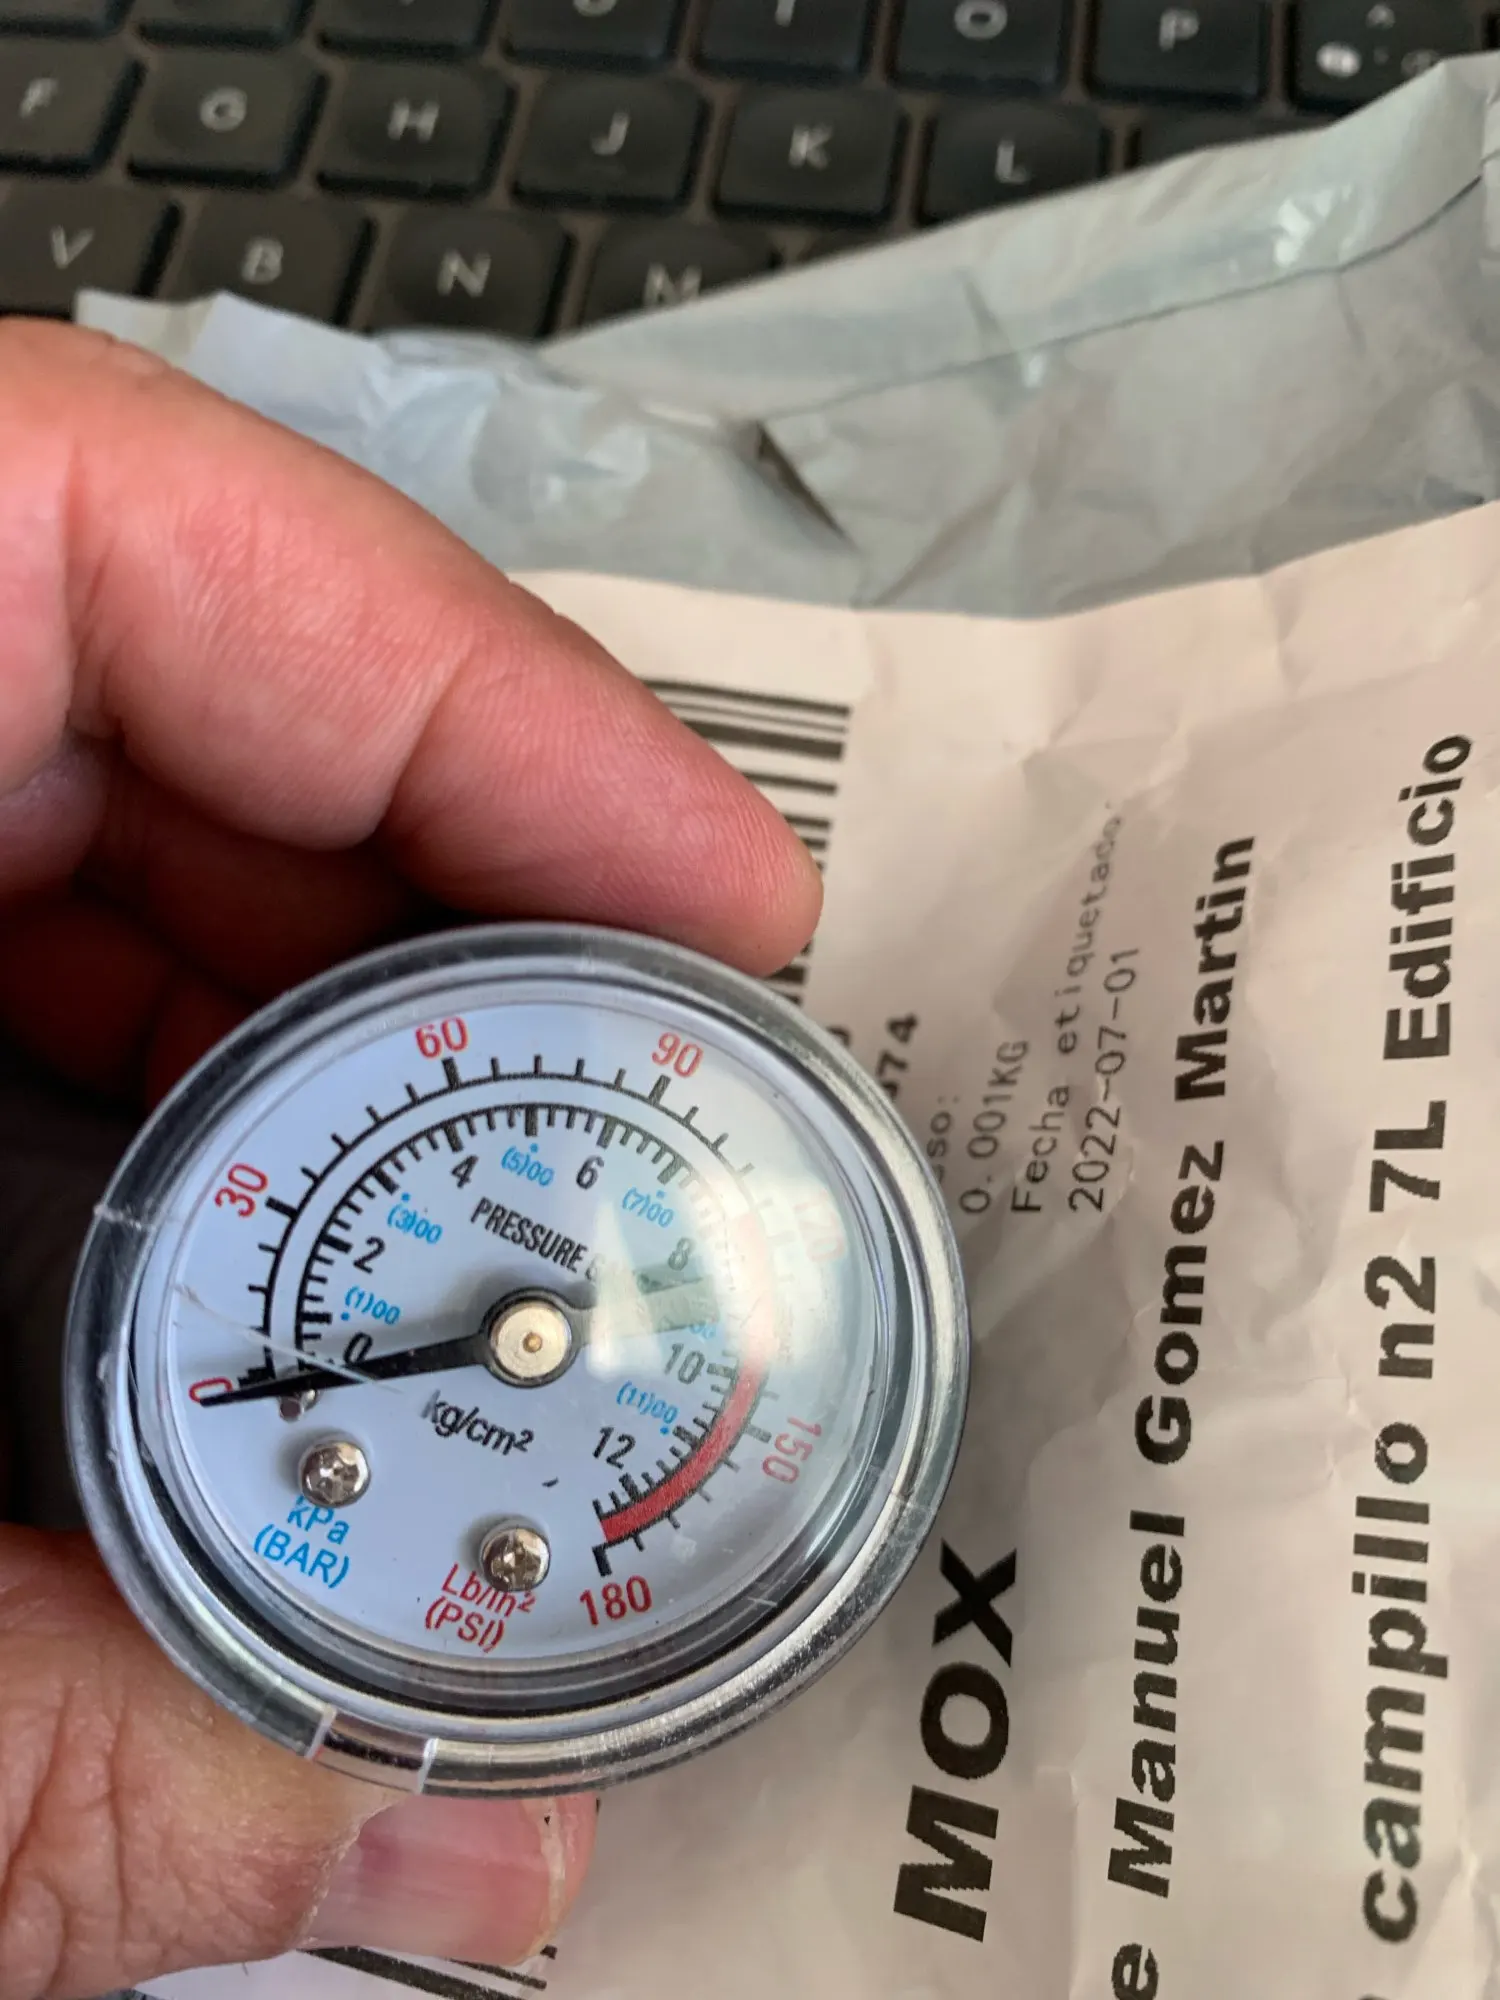 O
P
F
G
H
J
K
L
V
B
N
M
0
30
60
90
120
150
180
0
2
4
6
8
10
12
(1)00
(3)00
(5)00
(7)00
(11)00
PRESSURE
kg/cm²
kPa
(BAR)
Lb/in²
(PSI)
0.001KG
Fecha etiquetado:
2022-07-01
MOX
Manuel Gomez Martin
campillo n2 7L Edificio